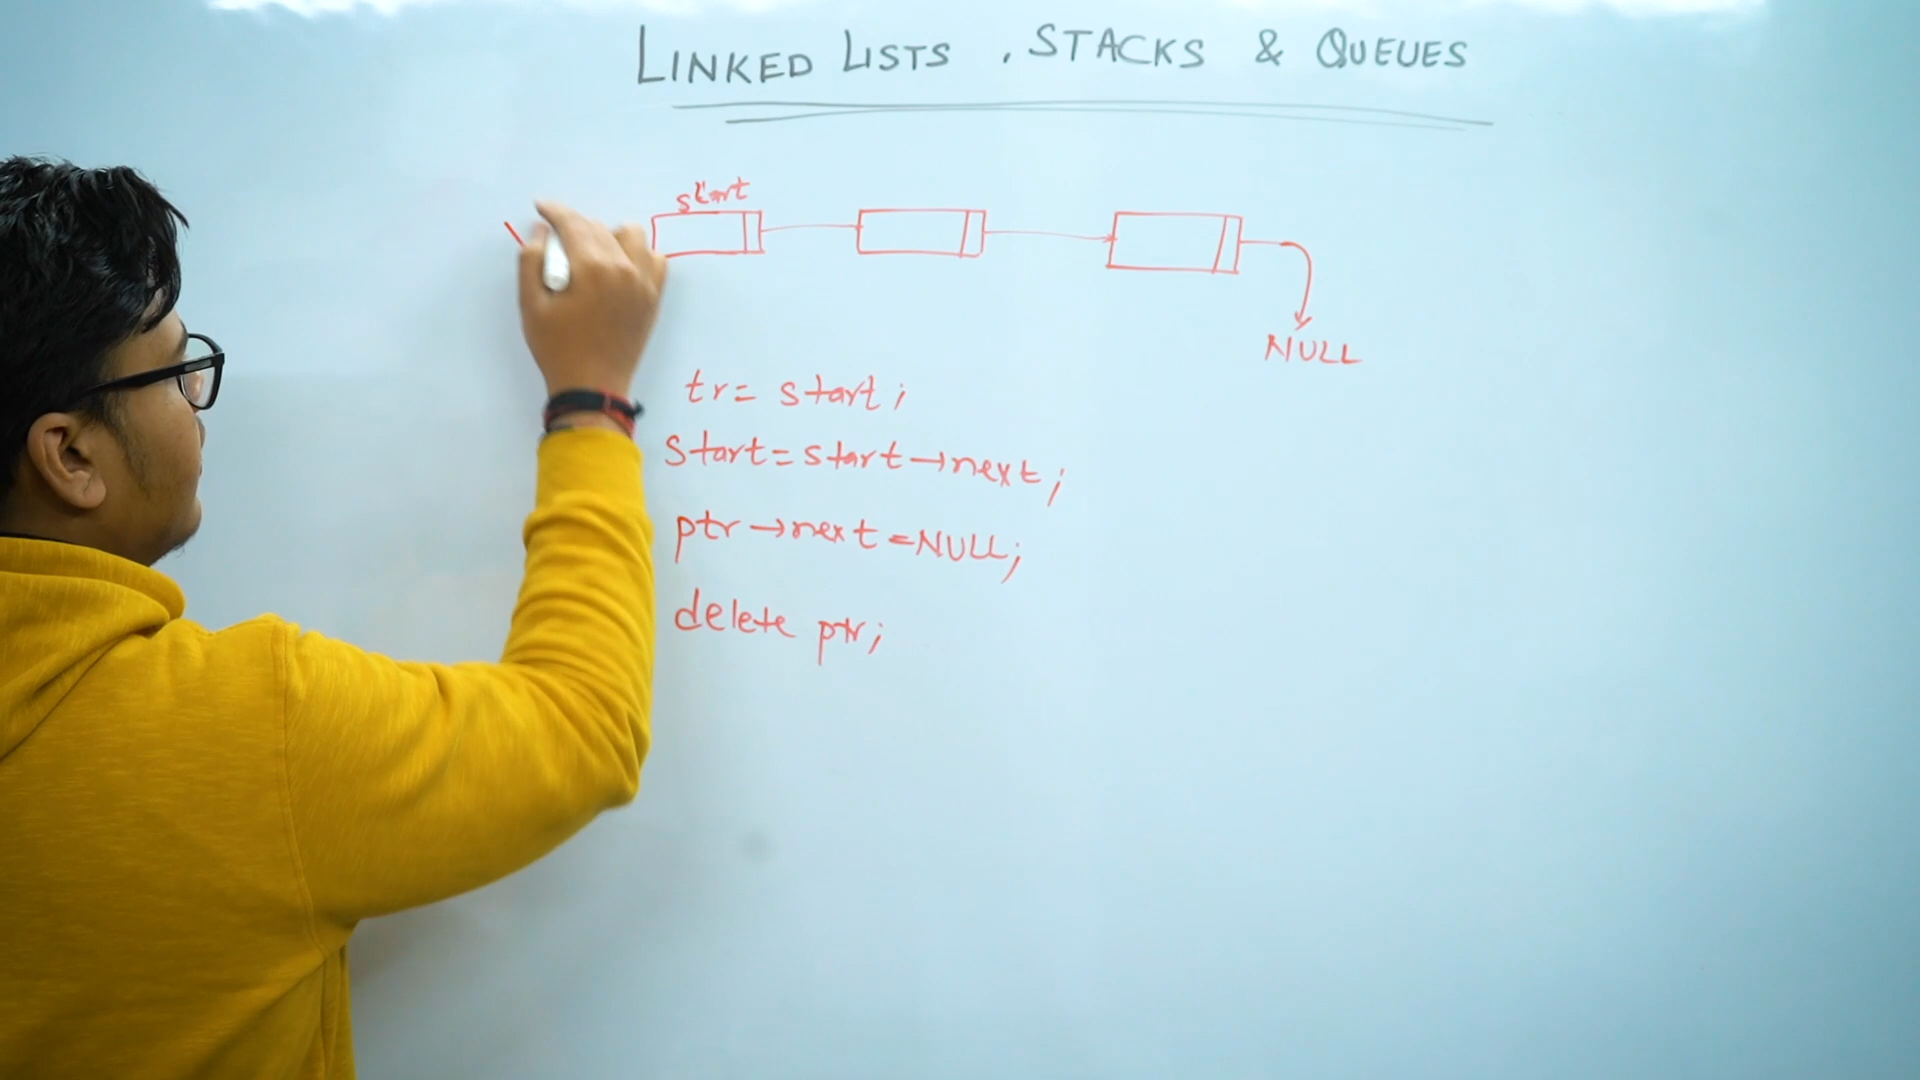 LINKED LISTS , STACKS & QUEUES
start
NULL
tr= start;
Start=start→next;
ptr→next=NULL;
delete ptr;